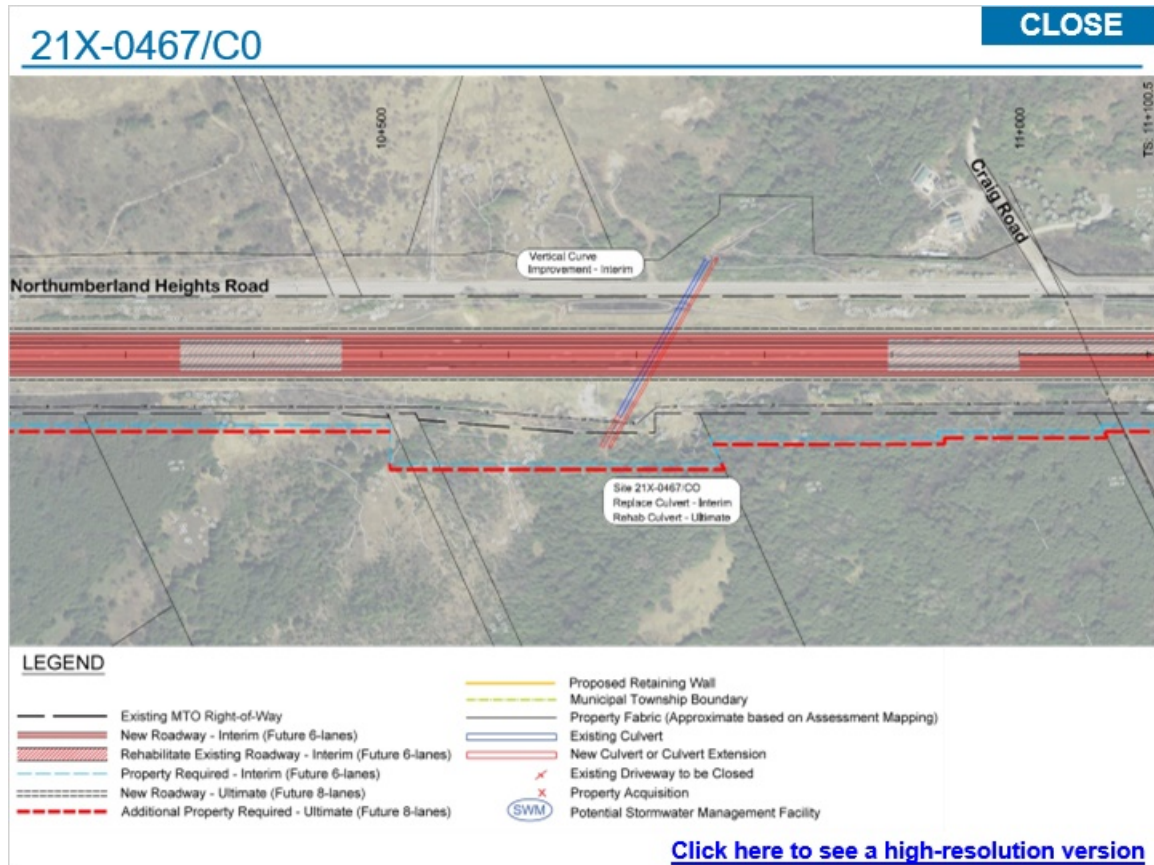 21X-0467/C0
CLOSE
10+500
11+000
TS. 11+100.5
Craig Road
Vertical Curve
Improvement - Interim
Northumberland Heights Road
Site 21X-0467/CO
Replace Culvert - Interim
Rehab Culvert - Ultimate
LEGEND
Existing MTO Right-of-Way
New Roadway - Interim (Future 6-lanes)
Rehabilitate Existing Roadway - Interim (Future 6-lanes)
Property Required - Interim (Future 6-lanes)
New Roadway - Ultimate (Future 8-lanes)
Additional Property Required - Ultimate (Future 8-lanes)
Proposed Retaining Wall
Municipal Township Boundary
Property Fabric (Approximate based on Assessment Mapping)
Existing Culvert
New Culvert or Culvert Extension
Existing Driveway to be Closed
Property Acquisition
SWM
Potential Stormwater Management Facility
Click here to see a high-resolution version